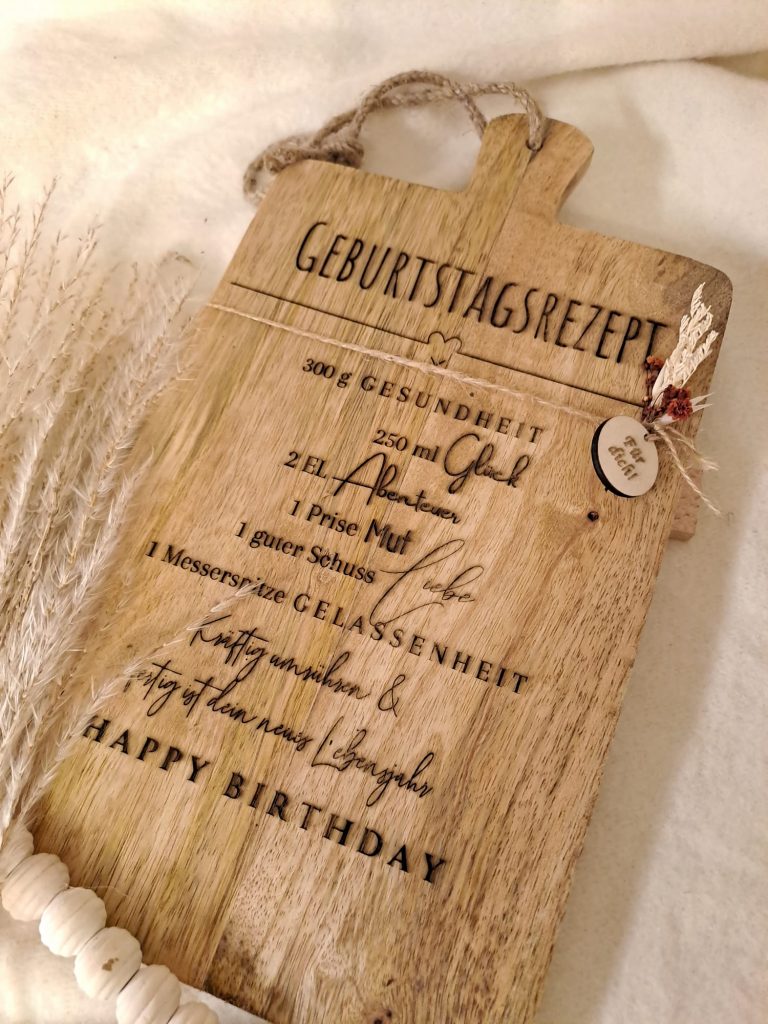 GEBURTSTAGSREZEPT
300 g GESUNDHEIT
250 ml Glück
2 EL Abenteuer
1 Prise Mut
1 guter Schuss Liebe
1 Messerspitze GELASSENHEIT
Kräftig umrühren &
fertig ist dein neues Lebensjahr
HAPPY BIRTHDAY
Für
dich!